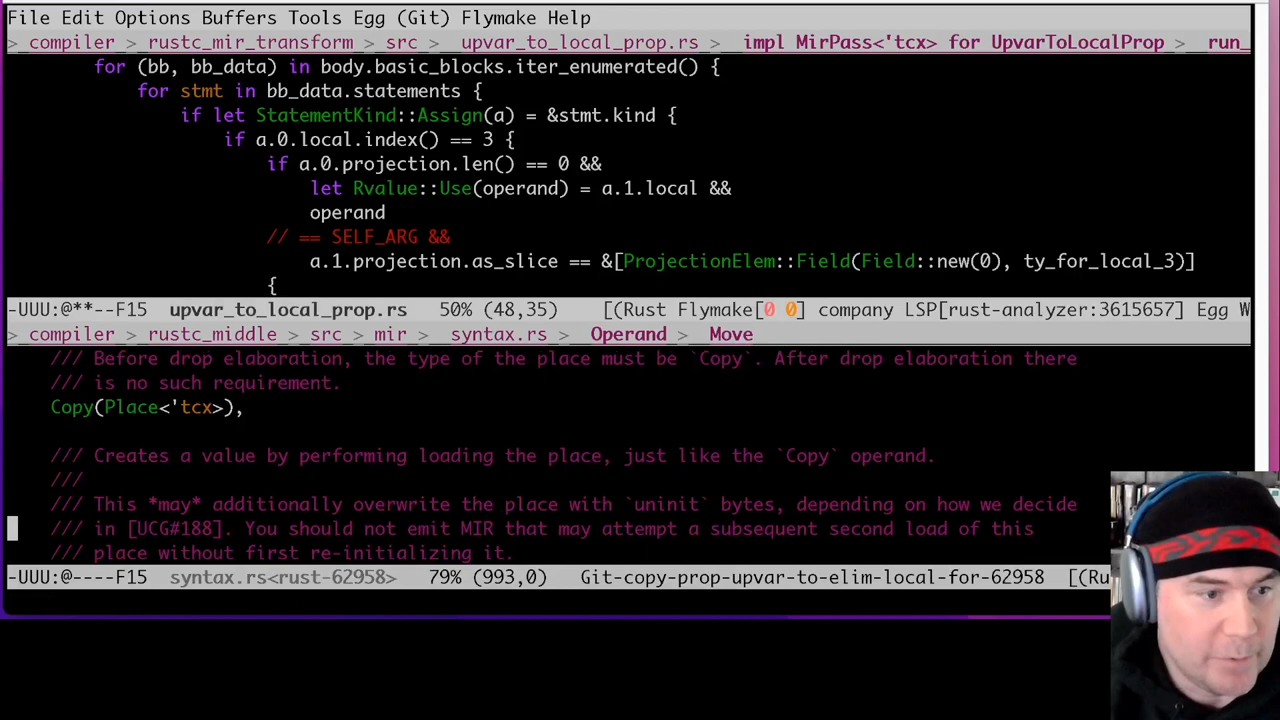 File Edit Options Buffers Tools Egg (Git) Flymake Help
> compiler > rustc_mir_transform > src > upvar_to_local_prop.rs > impl MirPass<'tcx> for UpvarToLocalProp > run_
for (bb, bb_data) in body.basic_blocks.iter_enumerated() {
for stmt in bb_data.statements {
if let StatementKind::Assign(a) = &stmt.kind {
if a.0.local.index() == 3 {
if a.0.projection.len() == 0 &&
let Rvalue::Use(operand) = a.1.local &&
operand
// == SELF_ARG &&
a.1.projection.as_slice == &[ProjectionElem::Field(Field::new(0), ty_for_local_3)]
{
-UUU:@**--F15 upvar_to_local_prop.rs 50% (48,35) [(Rust Flymake[0 0] company LSP[rust-analyzer:3615657] Egg W
> compiler > rustc_middle > src > mir > syntax.rs > Operand > Move
/// Before drop elaboration, the type of the place must be `Copy`. After drop elaboration there
/// is no such requirement.
Copy(Place<'tcx>),
/// Creates a value by performing loading the place, just like the `Copy` operand.
///
/// This *may* additionally overwrite the place with `uninit` bytes, depending on how we decide
/// in [UCG#188]. You should not emit MIR that may attempt a subsequent second load of this
/// place without first re-initializing it.
-UUU:@----F15 syntax.rs<rust-62958> 79% (993,0) Git-copy-prop-upvar-to-elim-local-for-62958 [(Ru